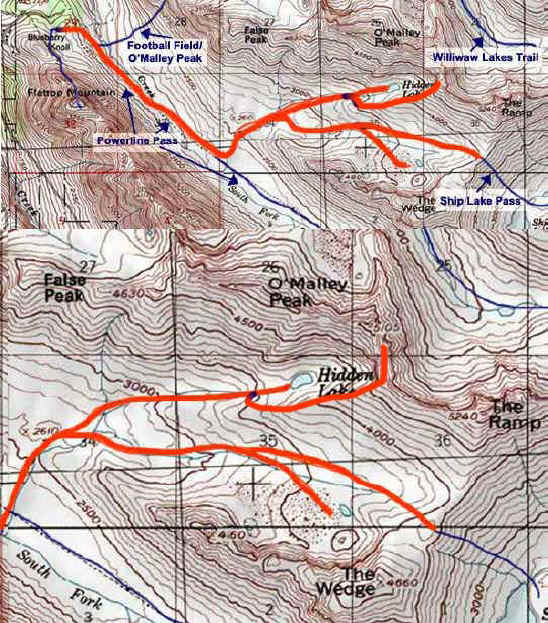 29
28
False
Peak
O'Malley
Peak
Blueberry
Knoll
Football Field/
O'Malley Peak
Williwaw Lakes Trail
Flattop Mountain
Creek
Hidden
The
Ramp
Powerline Pass
South Fork
Ship Lake Pass
The
Wedge
27
26
25
False
Peak
4630
O'Malley
Peak
4500
5105
3000
Hidden
Lake
The
Ramp
5240
x 2610
34
35
36
4000
2500
South
Fork
The
Wedge
4660
3000
3
2